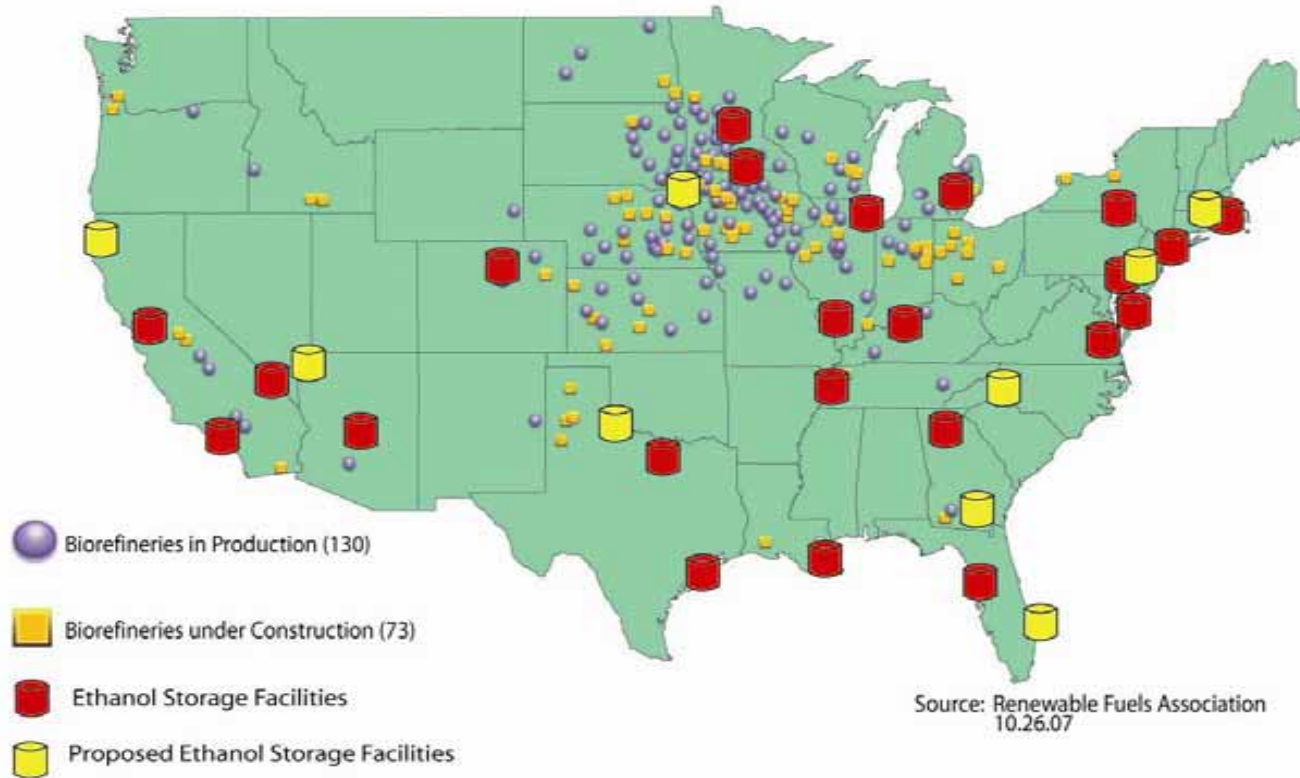 Biorefineries in Production (130)
Biorefineries under Construction (73)
Ethanol Storage Facilities
Proposed Ethanol Storage Facilities
Source: Renewable Fuels Association
10.26.07